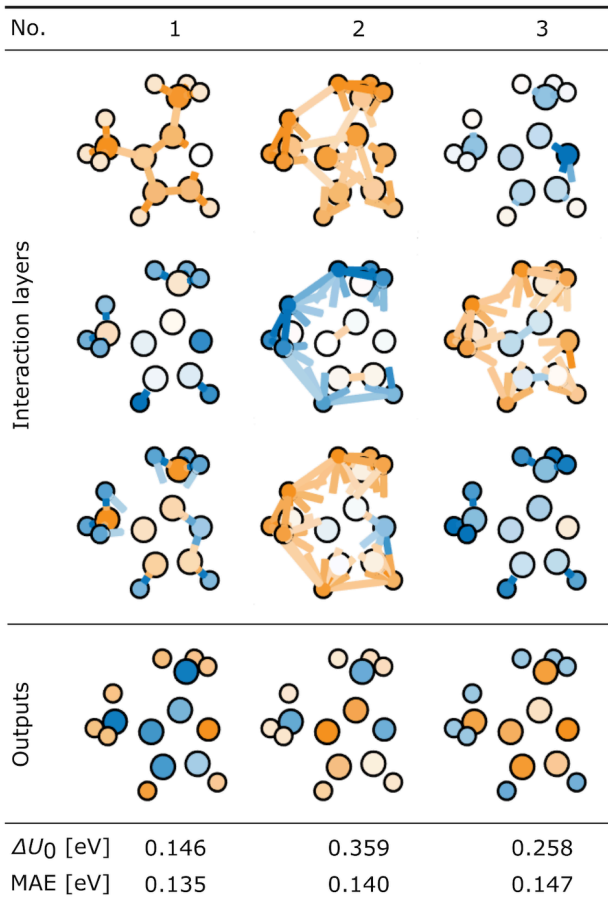 No. 1 2 3
Interaction layers
Outputs
ΔU₀ [eV] 0.146 0.359 0.258
MAE [eV] 0.135 0.140 0.147